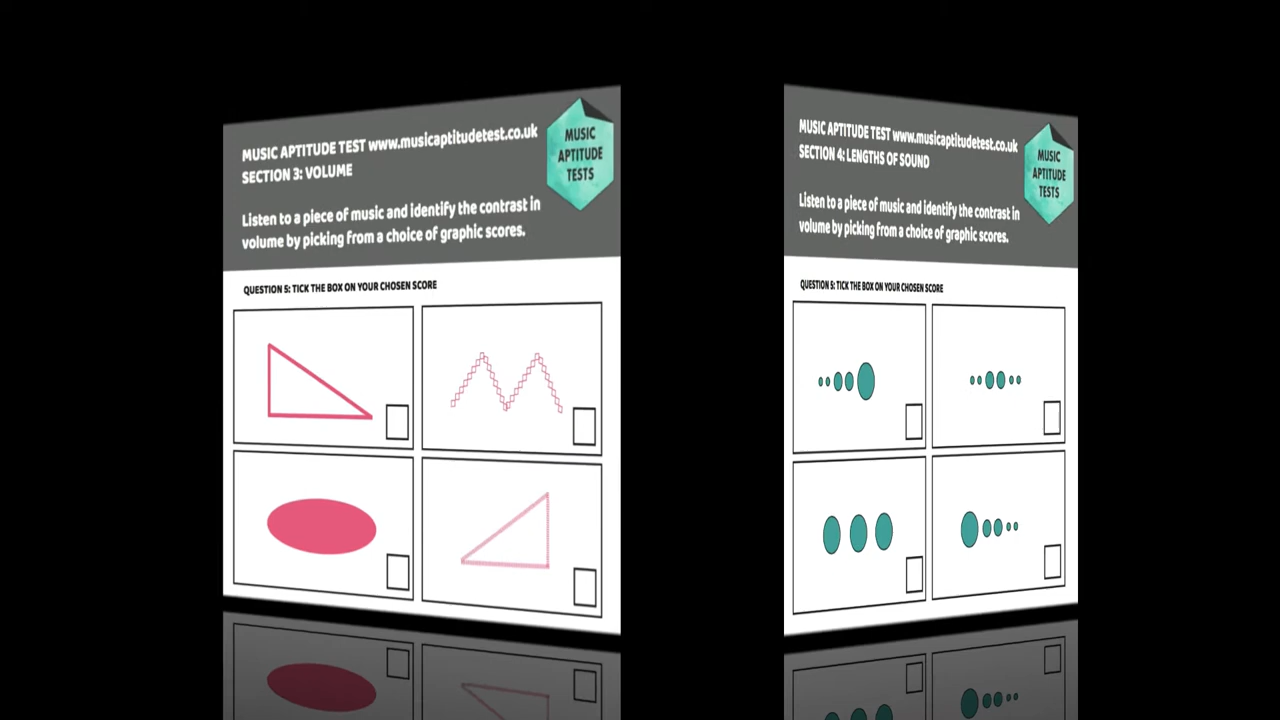 MUSIC APTITUDE TEST www.musicaptitudetest.co.uk
SECTION 3: VOLUME
MUSIC
APTITUDE
TESTS
Listen to a piece of music and identify the contrast in
volume by picking from a choice of graphic scores.
QUESTION 5: TICK THE BOX ON YOUR CHOSEN SCORE
MUSIC APTITUDE TEST www.musicaptitudetest.co.uk
SECTION 4: LENGTHS OF SOUND
MUSIC
APTITUDE
TESTS
Listen to a piece of music and identify the contrast in
volume by picking from a choice of graphic scores.
QUESTION 5: TICK THE BOX ON YOUR CHOSEN SCORE